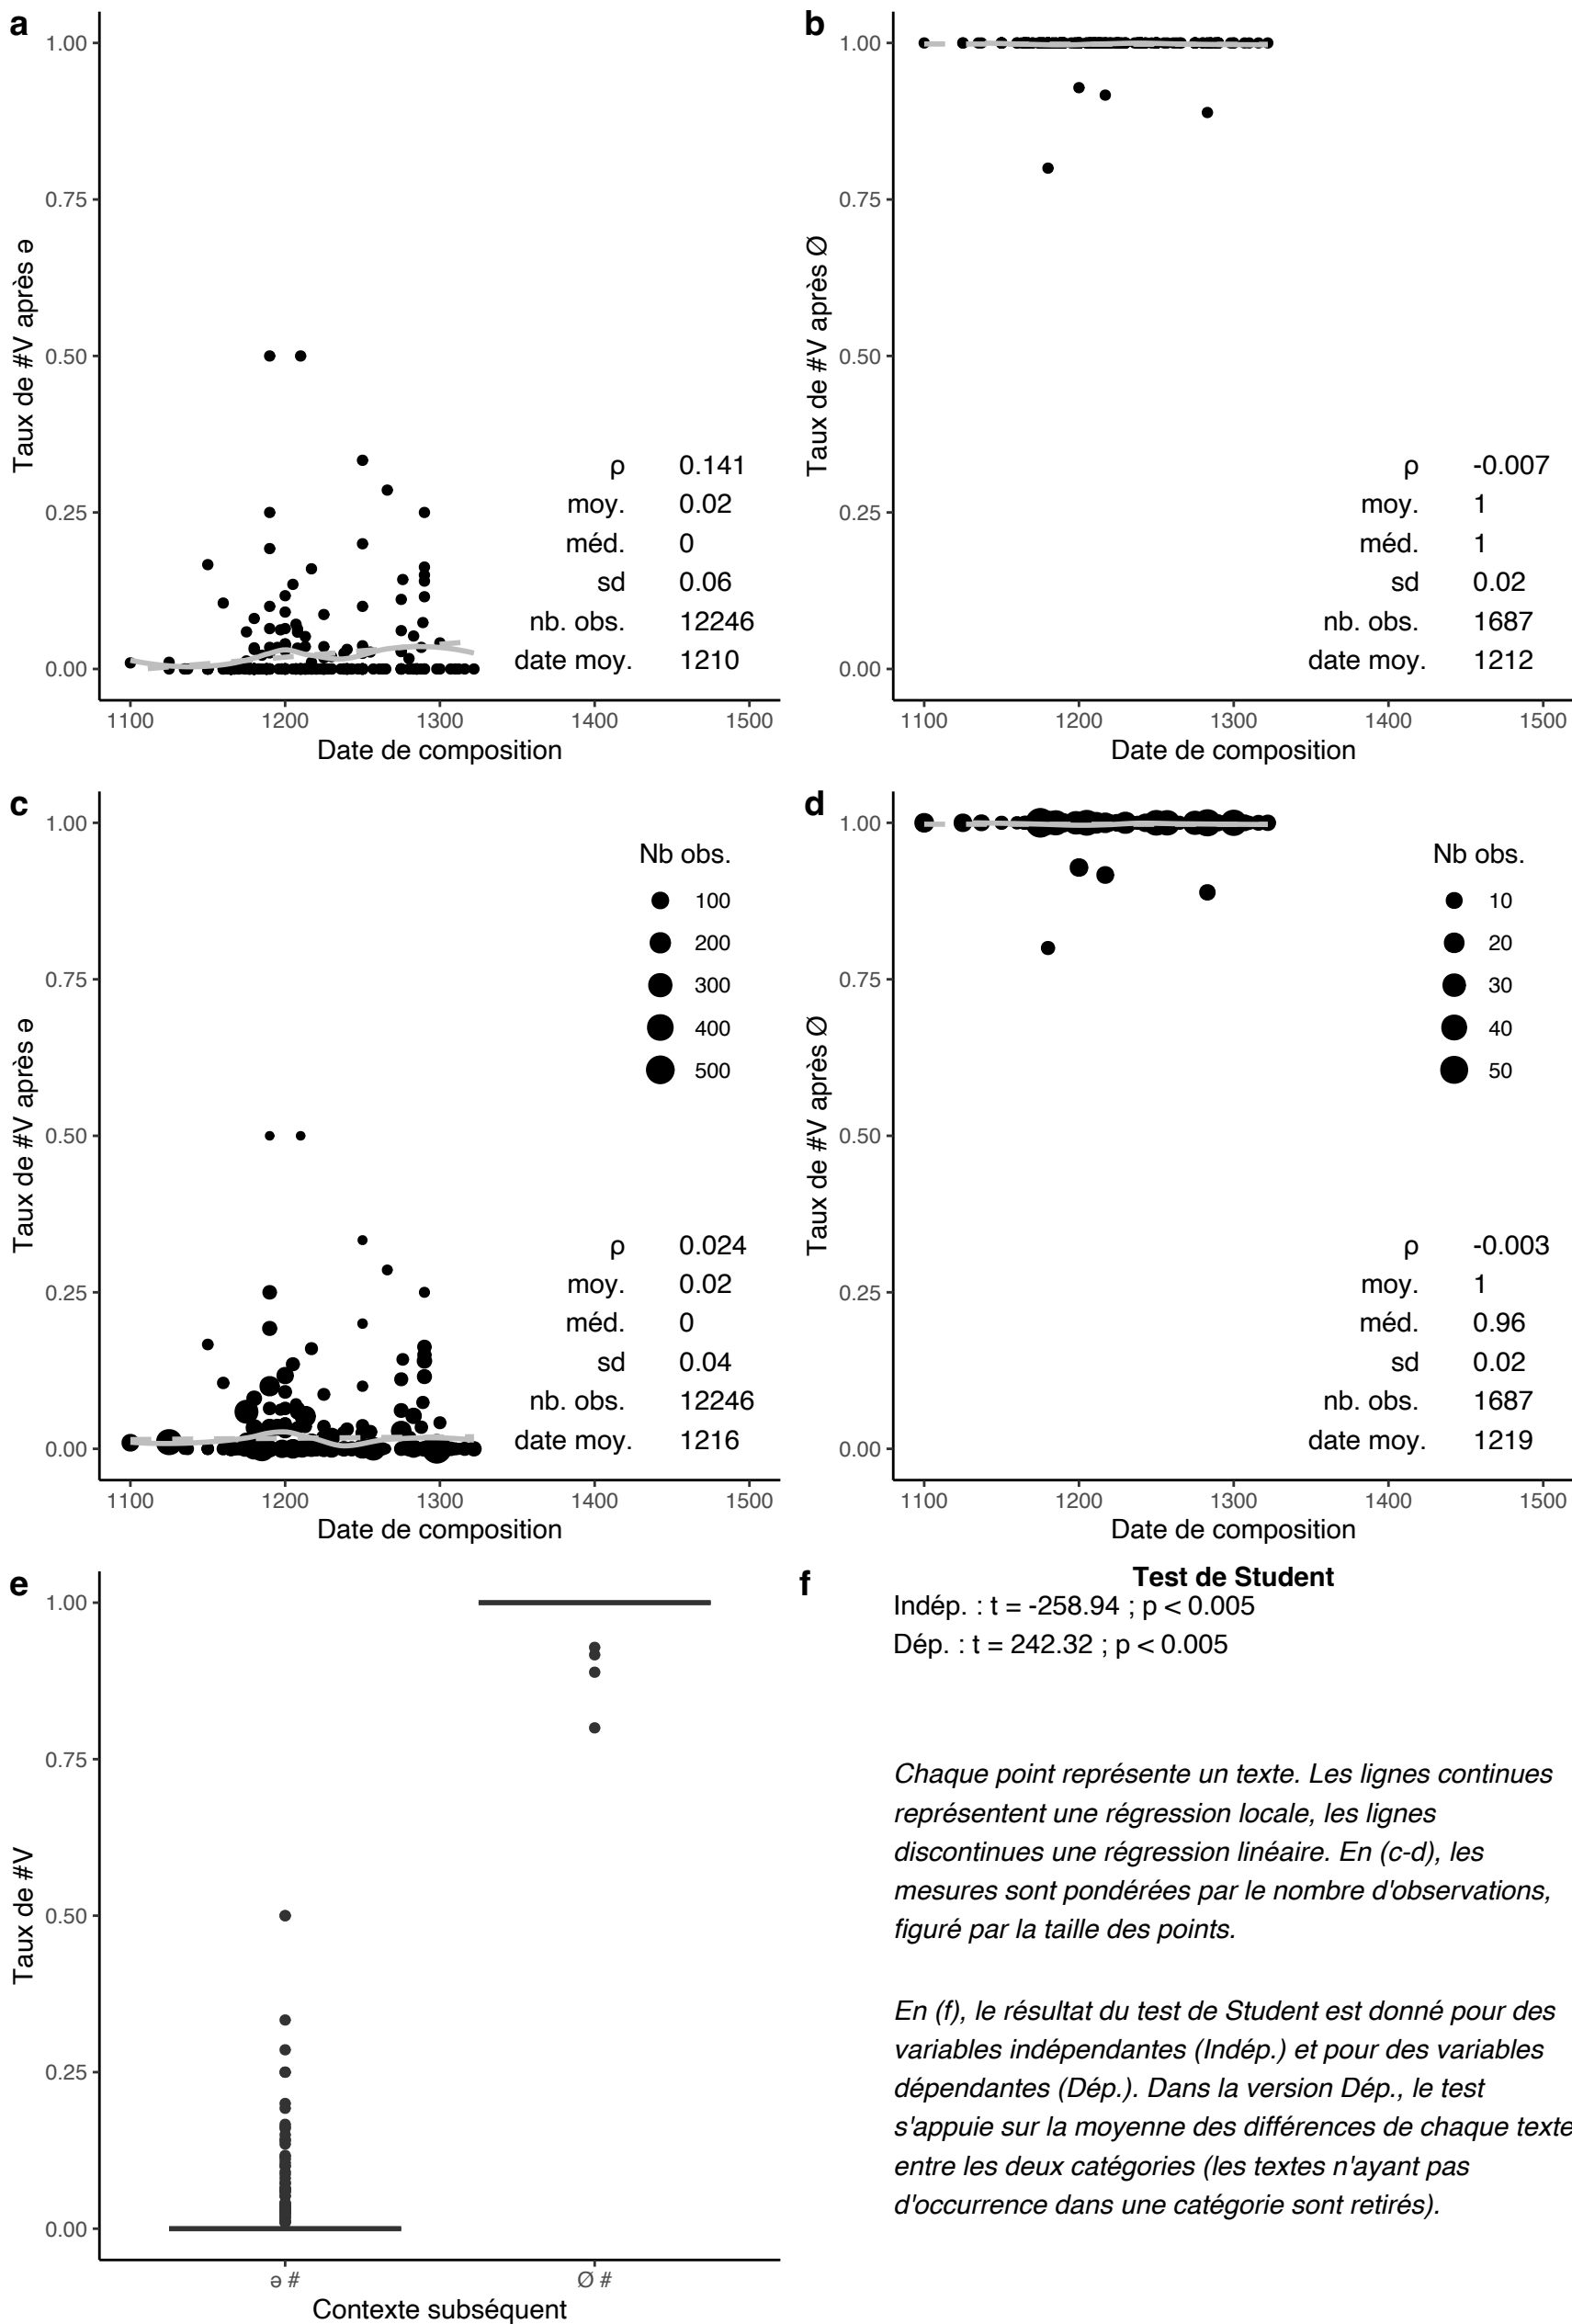 a
1.00
0.75
0.50
0.25
0.00
Taux de #V après ə
ρ 0.141
moy. 0.02
méd. 0
sd 0.06
nb. obs. 12246
date moy. 1210
1100 1200 1300 1400 1500
Date de composition
b
1.00
0.75
0.50
0.25
0.00
Taux de #V après Ø
ρ -0.007
moy. 1
méd. 1
sd 0.02
nb. obs. 1687
date moy. 1212
1100 1200 1300 1400 1500
Date de composition
c
1.00
0.75
0.50
0.25
0.00
Taux de #V après ə
Nb obs.
100
200
300
400
500
ρ 0.024
moy. 0.02
méd. 0
sd 0.04
nb. obs. 12246
date moy. 1216
1100 1200 1300 1400 1500
Date de composition
d
1.00
0.75
0.50
0.25
0.00
Taux de #V après Ø
Nb obs.
10
20
30
40
50
ρ -0.003
moy. 1
méd. 0.96
sd 0.02
nb. obs. 1687
date moy. 1219
1100 1200 1300 1400 1500
Date de composition
e
1.00
0.75
0.50
0.25
0.00
Taux de #V
ə # Ø #
Contexte subséquent
f
Test de Student
Indép. : t = -258.94 ; p < 0.005
Dép. : t = 242.32 ; p < 0.005
Chaque point représente un texte. Les lignes continues
représentent une régression locale, les lignes
discontinues une régression linéaire. En (c-d), les
mesures sont pondérées par le nombre d'observations,
figuré par la taille des points.
En (f), le résultat du test de Student est donné pour des
variables indépendantes (Indép.) et pour des variables
dépendantes (Dép.). Dans la version Dép., le test
s'appuie sur la moyenne des différences de chaque texte
entre les deux catégories (les textes n'ayant pas
d'occurrence dans une catégorie sont retirés).